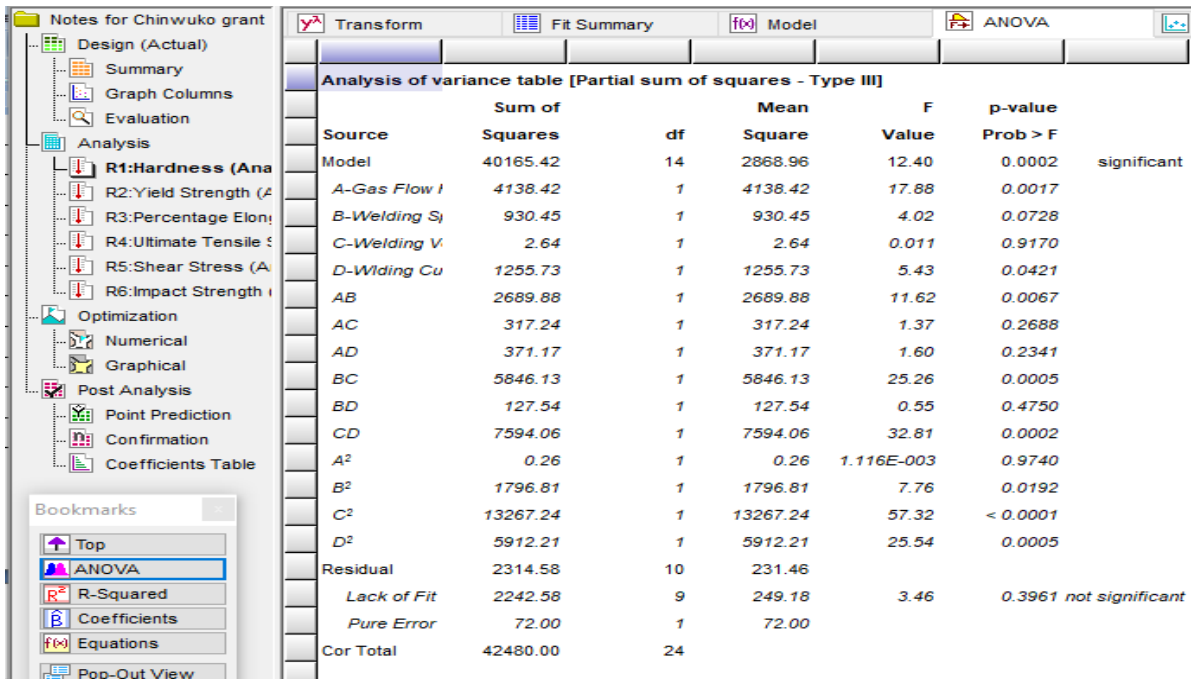 Notes for Chinwuko grant
Design (Actual)
Summary
Graph Columns
Evaluation
Analysis
R1:Hardness (Ana
R2:Yield Strength (A
R3:Percentage Elon
R4:Ultimate Tensile S
R5:Shear Stress (A
R6:Impact Strength (
Optimization
Numerical
Graphical
Post Analysis
Point Prediction
Confirmation
Coefficients Table
Bookmarks
Top
ANOVA
R² R-Squared
β̂ Coefficients
f(x) Equations
Pop-Out View
yλ Transform Fit Summary f(x) Model ANOVA
Analysis of variance table [Partial sum of squares - Type III]
Sum of Mean F p-value
Source Squares df Square Value Prob > F
Model 40165.42 14 2868.96 12.40 0.0002 significant
A-Gas Flow 4138.42 1 4138.42 17.88 0.0017
B-Welding Sp 930.45 1 930.45 4.02 0.0728
C-Welding Vo 2.64 1 2.64 0.011 0.9170
D-Wlding Cu 1255.73 1 1255.73 5.43 0.0421
AB 2689.88 1 2689.88 11.62 0.0067
AC 317.24 1 317.24 1.37 0.2688
AD 371.17 1 371.17 1.60 0.2341
BC 5846.13 1 5846.13 25.26 0.0005
BD 127.54 1 127.54 0.55 0.4750
CD 7594.06 1 7594.06 32.81 0.0002
A² 0.26 1 0.26 1.116E-003 0.9740
B² 1796.81 1 1796.81 7.76 0.0192
C² 13267.24 1 13267.24 57.32 < 0.0001
D² 5912.21 1 5912.21 25.54 0.0005
Residual 2314.58 10 231.46
Lack of Fit 2242.58 9 249.18 3.46 0.3961 not significant
Pure Error 72.00 1 72.00
Cor Total 42480.00 24